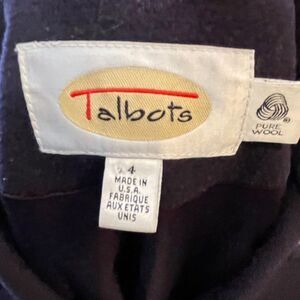 Talbots
PURE
WOOL
4
MADE IN
U.S.A.
FABRIQUE
AUX ETATS
UNIS